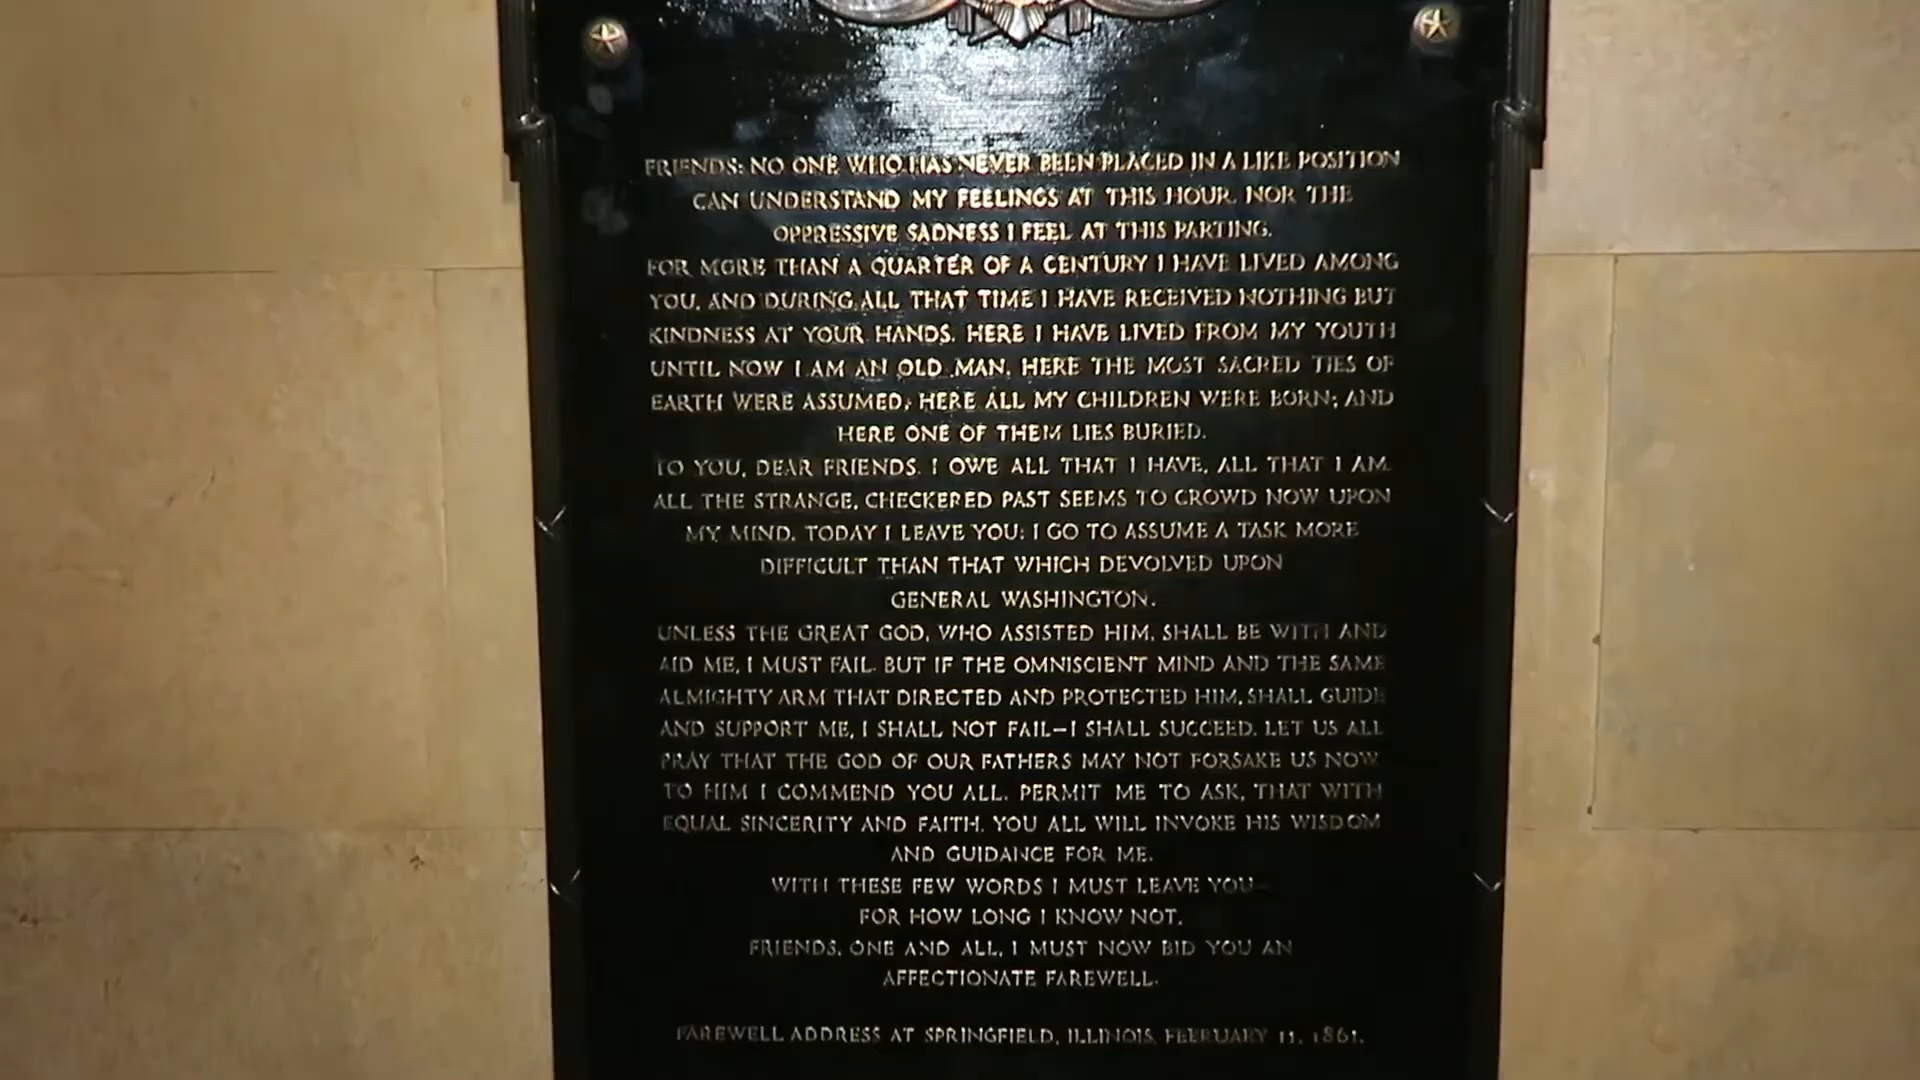 FRIENDS: NO ONE WHO HAS NEVER BEEN PLACED IN A LIKE POSITION
CAN UNDERSTAND MY FEELINGS AT THIS HOUR. NOR THE
OPPRESSIVE SADNESS I FEEL AT THIS PARTING.
FOR MORE THAN A QUARTER OF A CENTURY I HAVE LIVED AMONG
YOU, AND DURING ALL THAT TIME I HAVE RECEIVED NOTHING BUT
KINDNESS AT YOUR HANDS. HERE I HAVE LIVED FROM MY YOUTH
UNTIL NOW I AM AN OLD MAN. HERE THE MOST SACRED TIES OF
EARTH WERE ASSUMED; HERE ALL MY CHILDREN WERE BORN; AND
HERE ONE OF THEM LIES BURIED.
TO YOU, DEAR FRIENDS, I OWE ALL THAT I HAVE, ALL THAT I AM.
ALL THE STRANGE, CHECKERED PAST SEEMS TO CROWD NOW UPON
MY MIND. TODAY I LEAVE YOU; I GO TO ASSUME A TASK MORE
DIFFICULT THAN THAT WHICH DEVOLVED UPON
GENERAL WASHINGTON.
UNLESS THE GREAT GOD, WHO ASSISTED HIM, SHALL BE WITH AND
AID ME, I MUST FAIL. BUT IF THE OMNISCIENT MIND AND THE SAME
ALMIGHTY ARM THAT DIRECTED AND PROTECTED HIM, SHALL GUIDE
AND SUPPORT ME, I SHALL NOT FAIL—I SHALL SUCCEED. LET US ALL
PRAY THAT THE GOD OF OUR FATHERS MAY NOT FORSAKE US NOW.
TO HIM I COMMEND YOU ALL. PERMIT ME TO ASK, THAT WITH
EQUAL SINCERITY AND FAITH, YOU ALL WILL INVOKE HIS WISDOM
AND GUIDANCE FOR ME.
WITH THESE FEW WORDS I MUST LEAVE YOU—
FOR HOW LONG I KNOW NOT.
FRIENDS, ONE AND ALL, I MUST NOW BID YOU AN
AFFECTIONATE FAREWELL.
FAREWELL ADDRESS AT SPRINGFIELD, ILLINOIS, FEBRUARY 11, 1861.